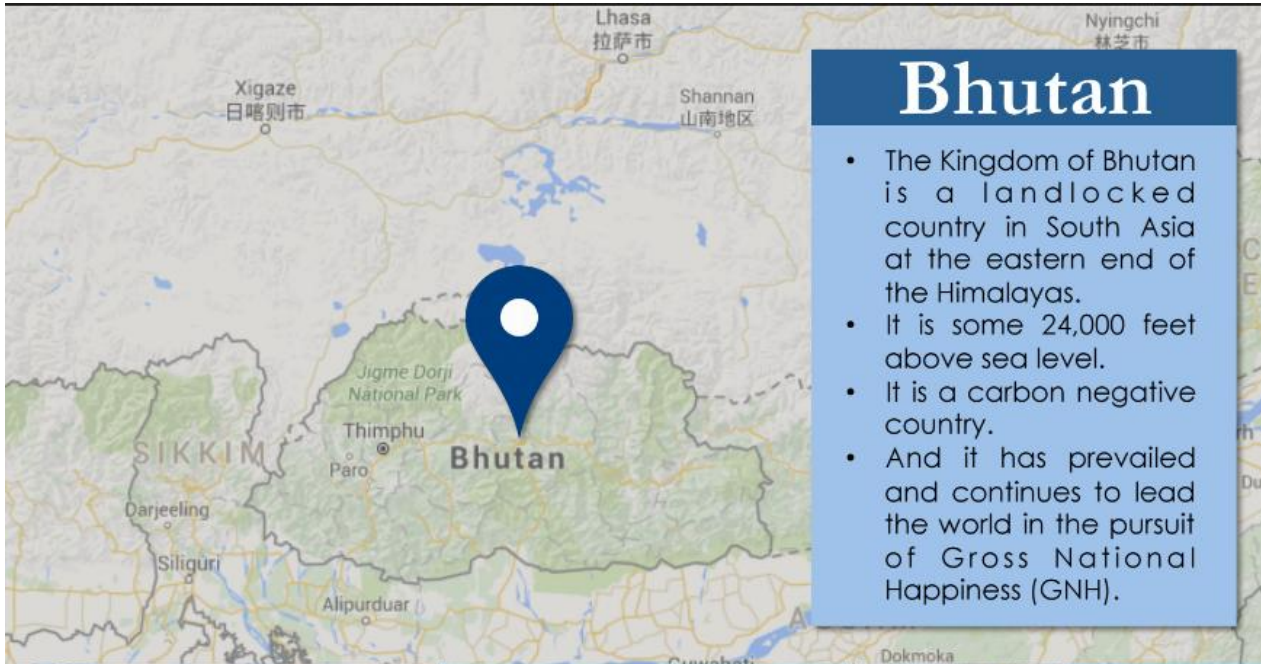 Lhasa
拉萨市
Nyingchi
林芝市
Xigaze
日喀则市
Shannan
山南地区
Bhutan
• The Kingdom of Bhutan
is a landlocked
country in South Asia
at the eastern end of
the Himalayas.
• It is some 24,000 feet
above sea level.
• It is a carbon negative
country.
• And it has prevailed
and continues to lead
the world in the pursuit
of Gross National
Happiness (GNH).
Jigme Dorji
National Park
Thimphu
Paro
Bhutan
SIKKIM
Darjeeling
Siliguri
Alipurduar
Dokmoka